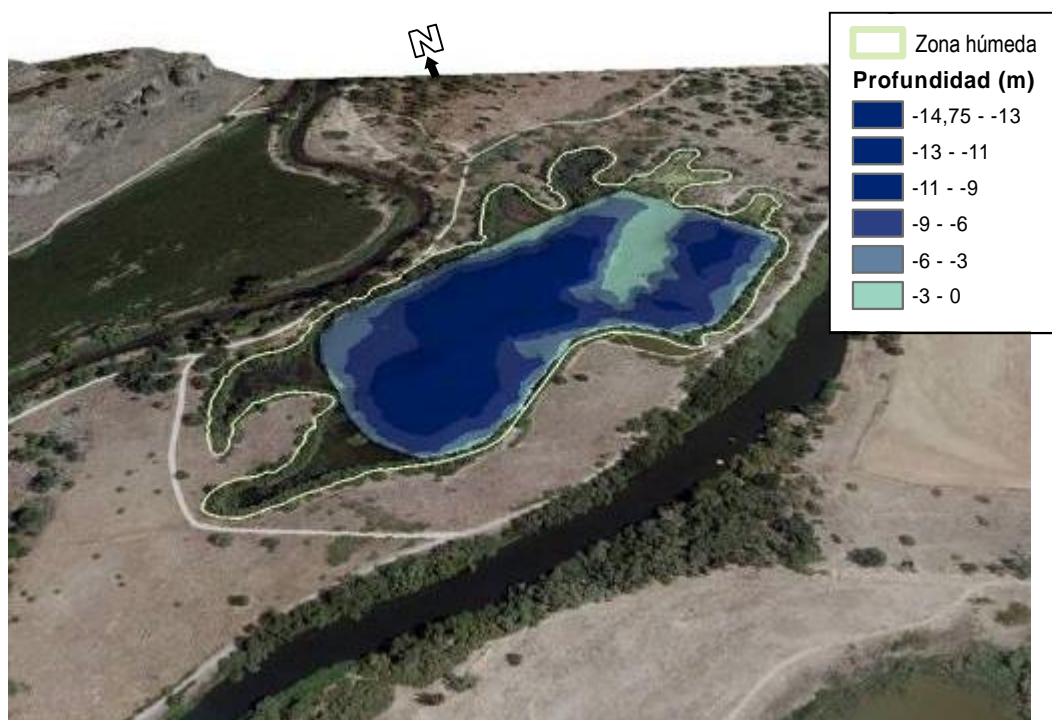 N
Zona húmeda
Profundidad (m)
-14,75 - -13
-13 - -11
-11 - -9
-9 - -6
-6 - -3
-3 - 0